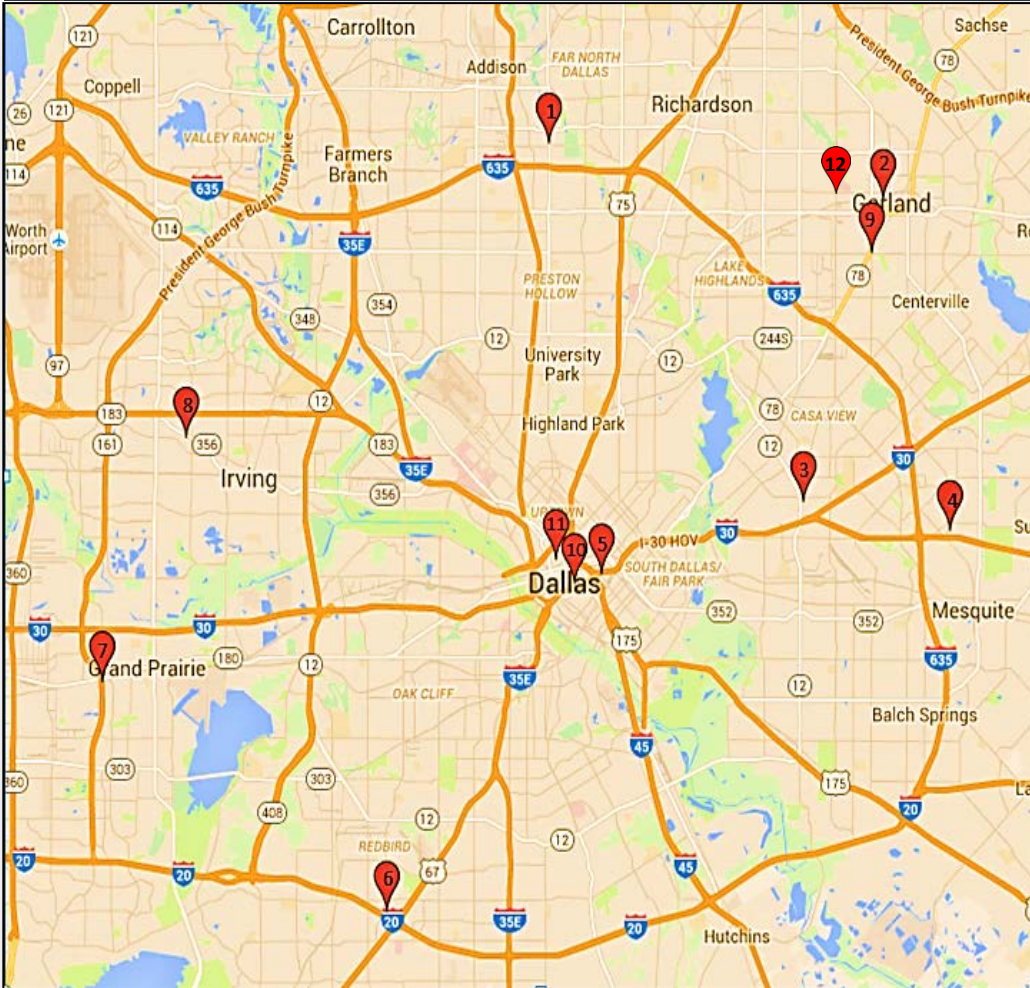 Sachse
121
Carrollton
President George Bush Turnpike
78
FAR NORTH
DALLAS
Addison
Coppell
1
Richardson
121
26
VALLEY RANCH
ne
Farmers
Branch
635
114
12
2
635
President George Bush Turnpike
75
Garland
9
114
Worth
Airport
35E
78
LAKE
HIGHLANDS
PRESTON
HOLLOW
635
Centerville
354
348
12
244S
University
Park
12
97
8
12
78
CASA VIEW
183
Highland Park
12
161
356
183
30
35E
3
Irving
356
4
UPTOWN
11
5
30
I-30 HOV
10
360
Dallas
SOUTH DALLAS/
FAIR PARK
352
Mesquite
352
30
30
175
7
180
Grand Prairie
12
635
35E
OAK CLIFF
12
Balch Springs
45
303
303
360
175
408
12
20
12
REDBIRD
20
20
67
45
6
20
35E
20
Hutchins